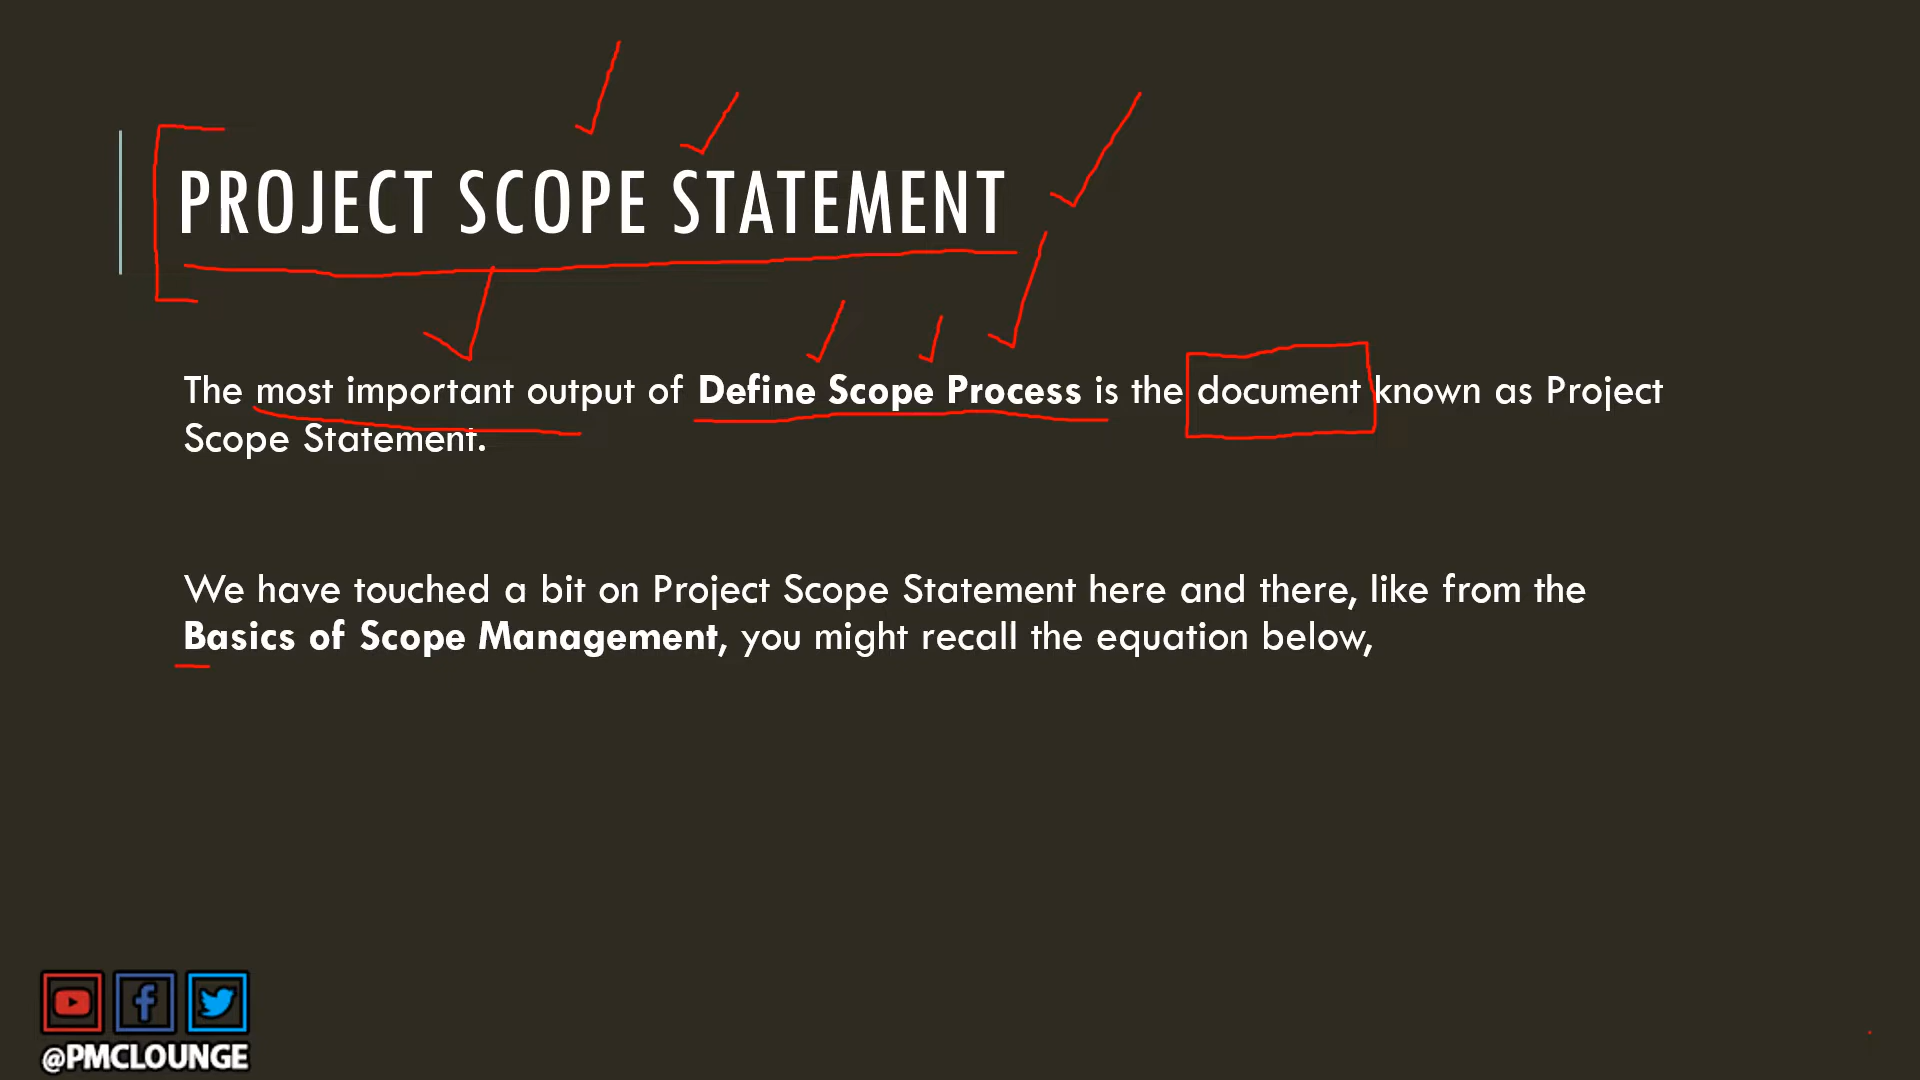 PROJECT SCOPE STATEMENT
The most important output of Define Scope Process is the document known as Project
Scope Statement.
We have touched a bit on Project Scope Statement here and there, like from the
Basics of Scope Management, you might recall the equation below,
@PMCLOUNGE